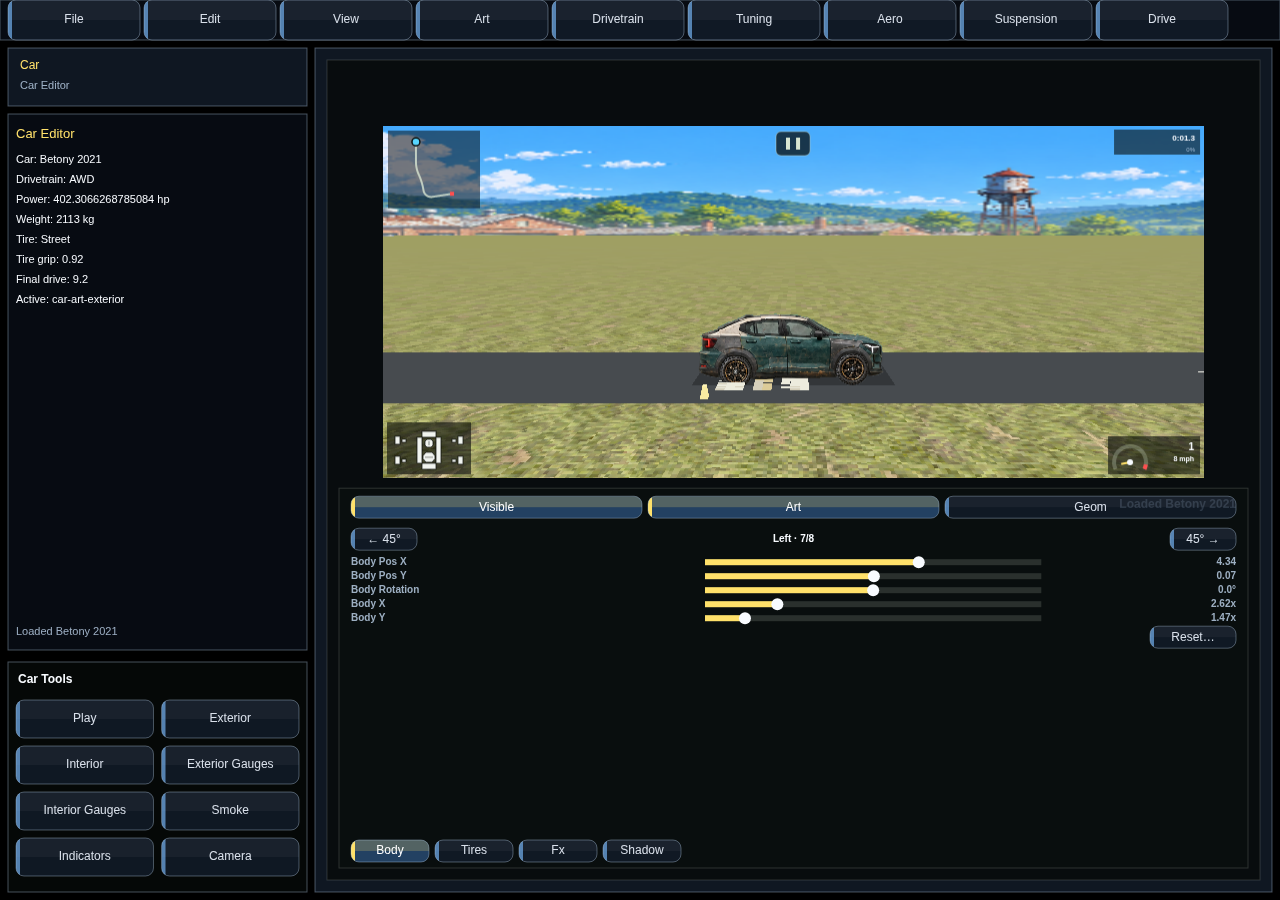 File Edit View Art Drivetrain Tuning Aero Suspension Drive
Car
Car Editor
Car Editor
Car: Betony 2021
Drivetrain: AWD
Power: 402.3066268785084 hp
Weight: 2113 kg
Tire: Street
Tire grip: 0.92
Final drive: 9.2
Active: car-art-exterior
Loaded Betony 2021
Car Tools
Play Exterior
Interior Exterior Gauges
Interior Gauges Smoke
Indicators Camera
0:01.3
0%
1
8 mph
Visible Art Geom Loaded Betony 2021
← 45° Left · 7/8 45° →
Body Pos X 4.34
Body Pos Y 0.07
Body Rotation 0.0°
Body X 2.62x
Body Y 1.47x
Reset…
Body Tires Fx Shadow